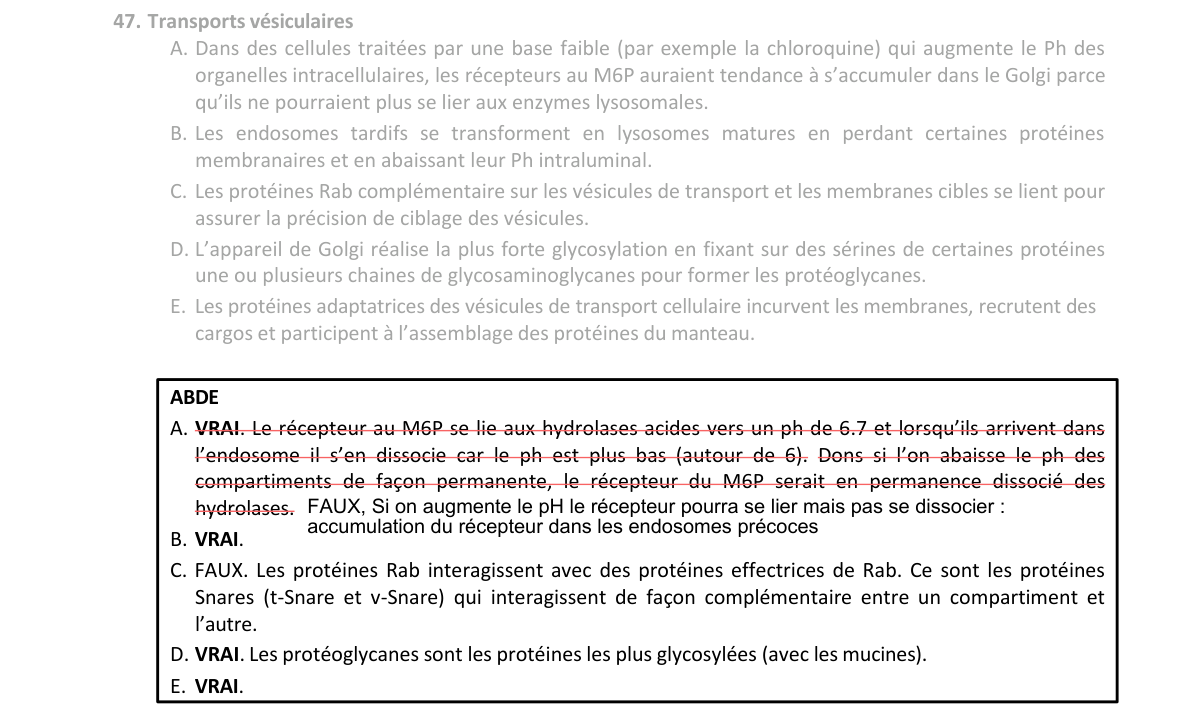 47. Transports vésiculaires
A. Dans des cellules traitées par une base faible (par exemple la chloroquine) qui augmente le Ph des
organelles intracellulaires, les récepteurs au M6P auraient tendance à s’accumuler dans le Golgi parce
qu’ils ne pourraient plus se lier aux enzymes lysosomales.
B. Les endosomes tardifs se transforment en lysosomes matures en perdant certaines protéines
membranaires et en abaissant leur Ph intraluminal.
C. Les protéines Rab complémentaire sur les vésicules de transport et les membranes cibles se lient pour
assurer la précision de ciblage des vésicules.
D. L’appareil de Golgi réalise la plus forte glycosylation en fixant sur des sérines de certaines protéines
une ou plusieurs chaines de glycosaminoglycanes pour former les protéoglycanes.
E. Les protéines adaptatrices des vésicules de transport cellulaire incurvent les membranes, recrutent des
cargos et participent à l’assemblage des protéines du manteau.
ABDE
A. VRAI. Le récepteur au M6P se lie aux hydrolases acides vers un ph de 6.7 et lorsqu’ils arrivent dans
l’endosome il s’en dissocie car le ph est plus bas (autour de 6). Dons si l’on abaisse le ph des
compartiments de façon permanente, le récepteur du M6P serait en permanence dissocié des
hydrolases. FAUX, Si on augmente le pH le récepteur pourra se lier mais pas se dissocier :
accumulation du récepteur dans les endosomes précoces
B. VRAI.
C. FAUX. Les protéines Rab interagissent avec des protéines effectrices de Rab. Ce sont les protéines
Snares (t-Snare et v-Snare) qui interagissent de façon complémentaire entre un compartiment et
l’autre.
D. VRAI. Les protéoglycanes sont les protéines les plus glycosylées (avec les mucines).
E. VRAI.